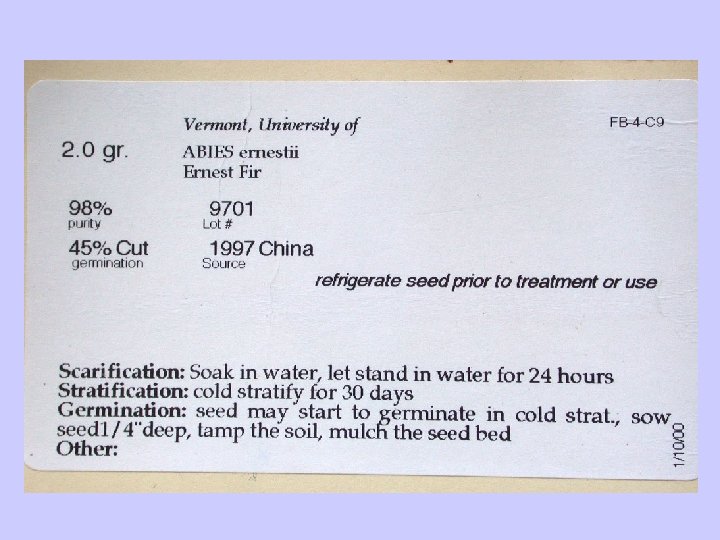 Vermont, University of
FB-4-C9
2.0 gr.
ABIES ernestii
Ernest Fir
98%
purity
9701
Lot #
45% Cut
germination
1997 China
Source
refrigerate seed prior to treatment or use
Scarification: Soak in water, let stand in water for 24 hours
Stratification: cold stratify for 30 days
Germination: seed may start to germinate in cold strat., sow
seed1/4"deep, tamp the soil, mulch the seed bed
Other:
1/10/00